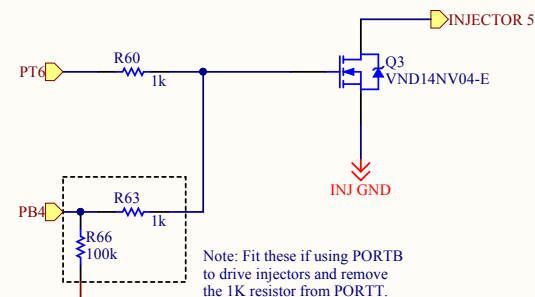 INJECTOR 5
R60
PT6
1k
Q3
VND14NV04-E
INJ GND
R63
PB4
1k
R66
100k
Note: Fit these if using PORTB
to drive injectors and remove
the 1K resistor from PORTT.